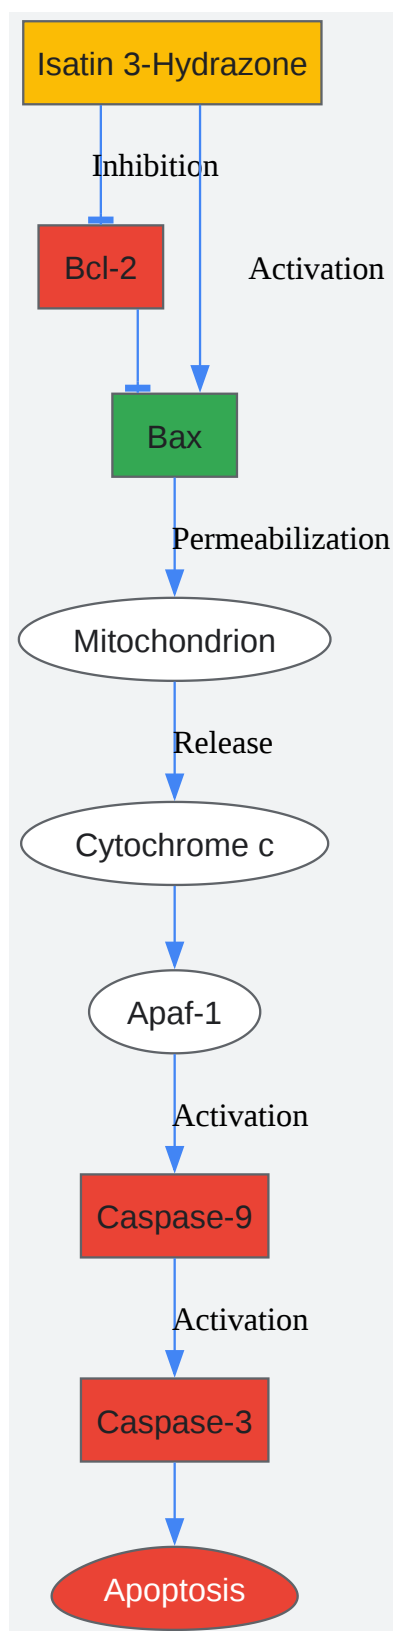 Isatin 3-Hydrazone
Inhibition
Bcl-2
Activation
Bax
Permeabilization
Mitochondrion
Release
Cytochrome c
Apaf-1
Activation
Caspase-9
Activation
Caspase-3
Apoptosis